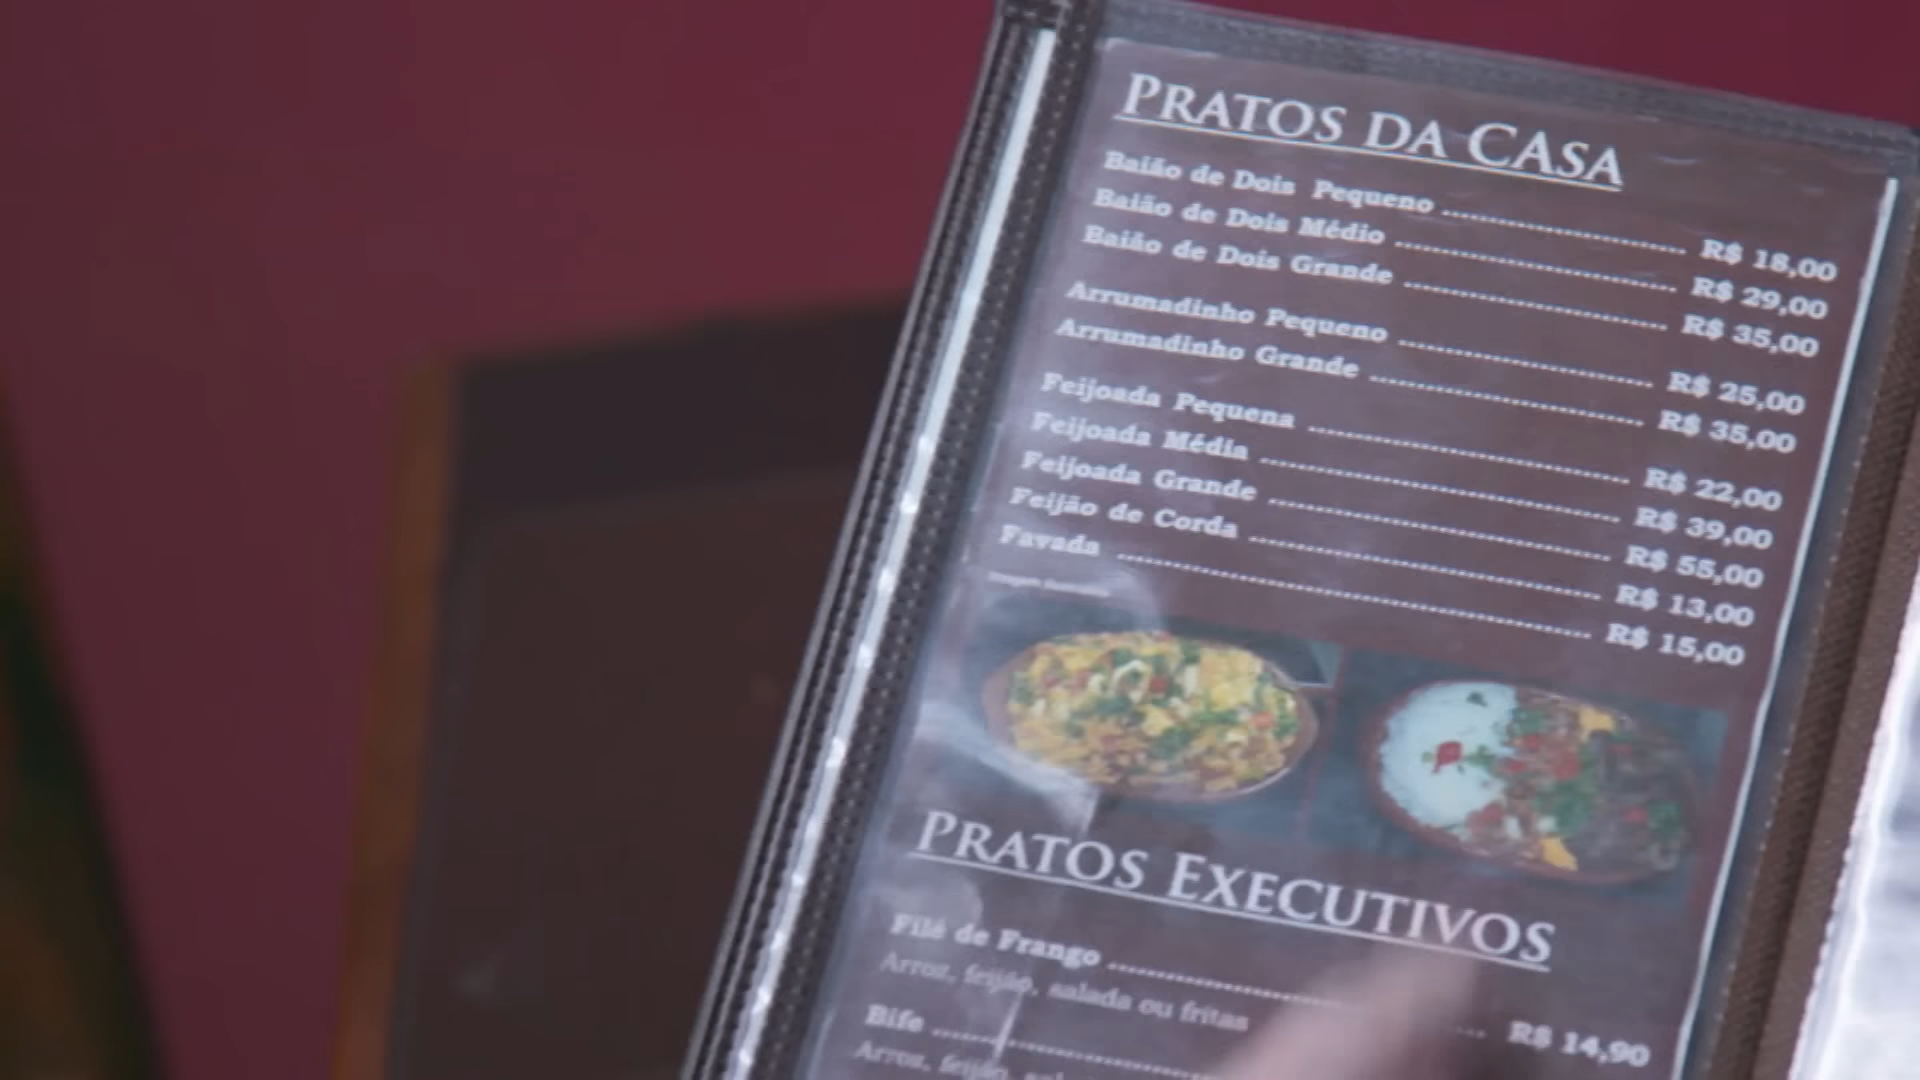 PRATOS DA CASA
Baião de Dois Pequeno R$ 18,00
Baião de Dois Médio R$ 29,00
Baião de Dois Grande R$ 35,00
Arrumadinho Pequeno R$ 25,00
Arrumadinho Grande R$ 35,00
Feijoada Pequena R$ 22,00
Feijoada Média R$ 39,00
Feijoada Grande R$ 55,00
Feijão de Corda R$ 13,00
Favada R$ 15,00
PRATOS EXECUTIVOS
Filé de Frango R$ 14,90
Arroz, feijão, salada ou fritas
Bife
Arroz, feijão,